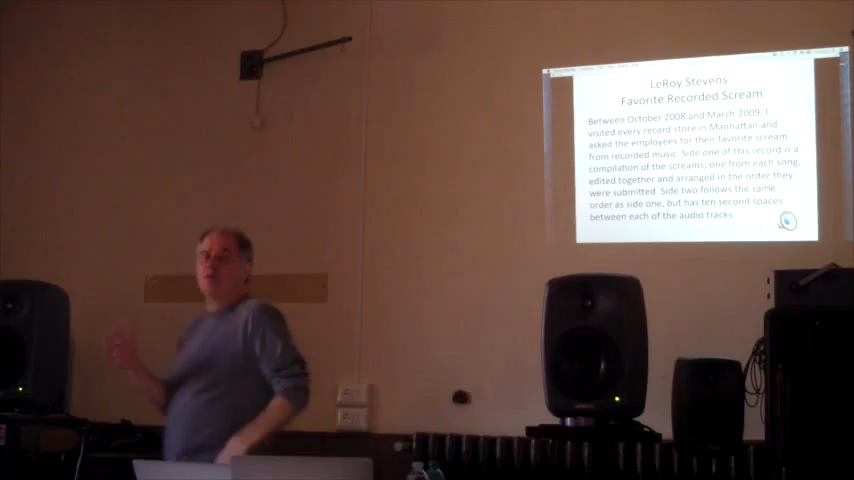 LeRoy Stevens
Favorite Recorded Scream
Between October 2008 and March 2009, I
visited every record store in Manhattan and
asked the employees for their favorite scream
from recorded music. Side one of this record is a
compilation of the screams, one from each song,
edited together and arranged in the order they
were submitted. Side two follows the same
order as side one, but has ten second spaces
between each of the audio tracks